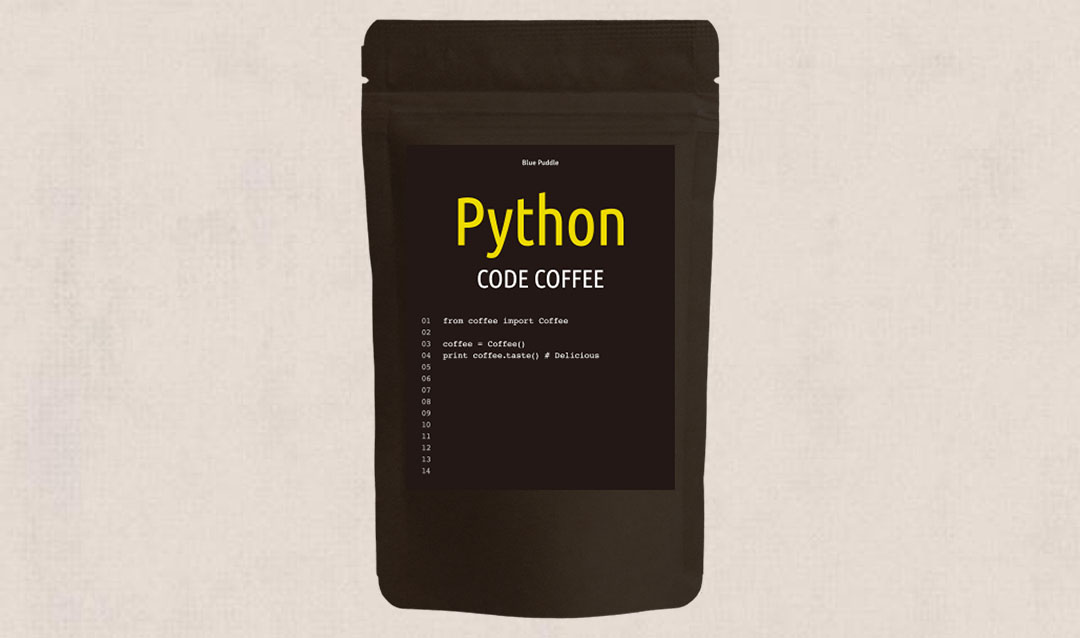 Blue Puddle
Python
CODE COFFEE
01 from coffee import Coffee
02
03 coffee = Coffee()
04 print coffee.taste() # Delicious
05
06
07
08
09
10
11
12
13
14